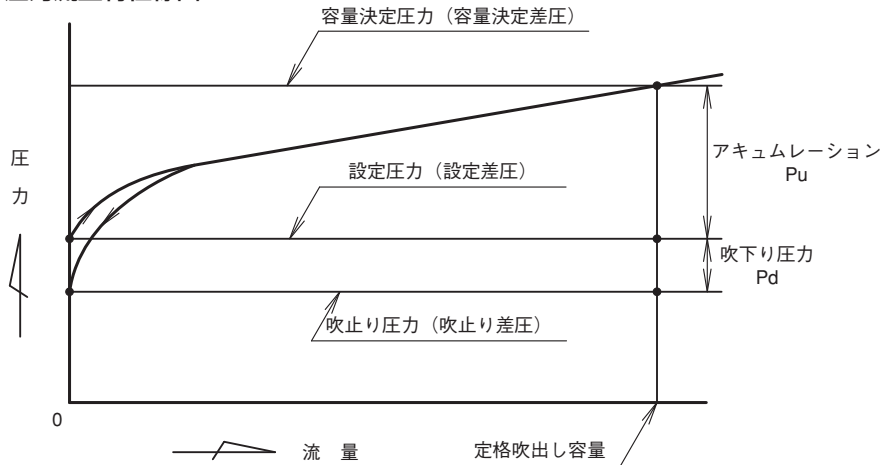 容量決定圧力（容量決定差圧）
圧
力
設定圧力（設定差圧）
アキュムレーション
Pu
吹下り圧力
Pd
吹止り圧力（吹止り差圧）
0
流 量
定格吹出し容量